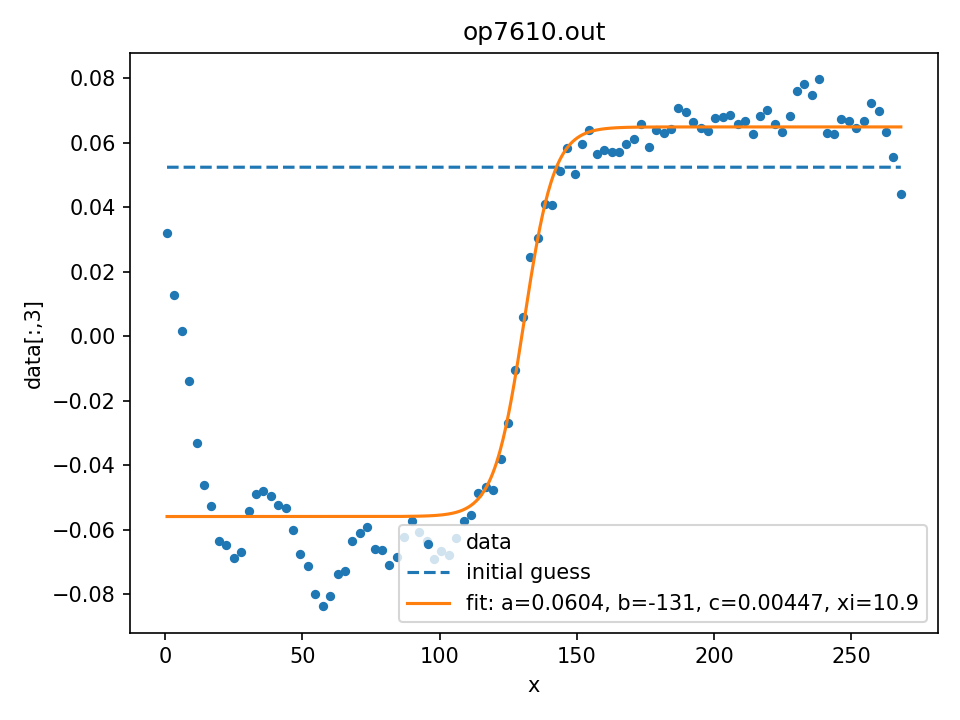 op7610.out
0.08
0.06
0.04
0.02
0.00
−0.02
−0.04
−0.06
−0.08
data[:,3]
data
initial guess
fit: a=0.0604, b=-131, c=0.00447, xi=10.9
0 50 100 150 200 250
x